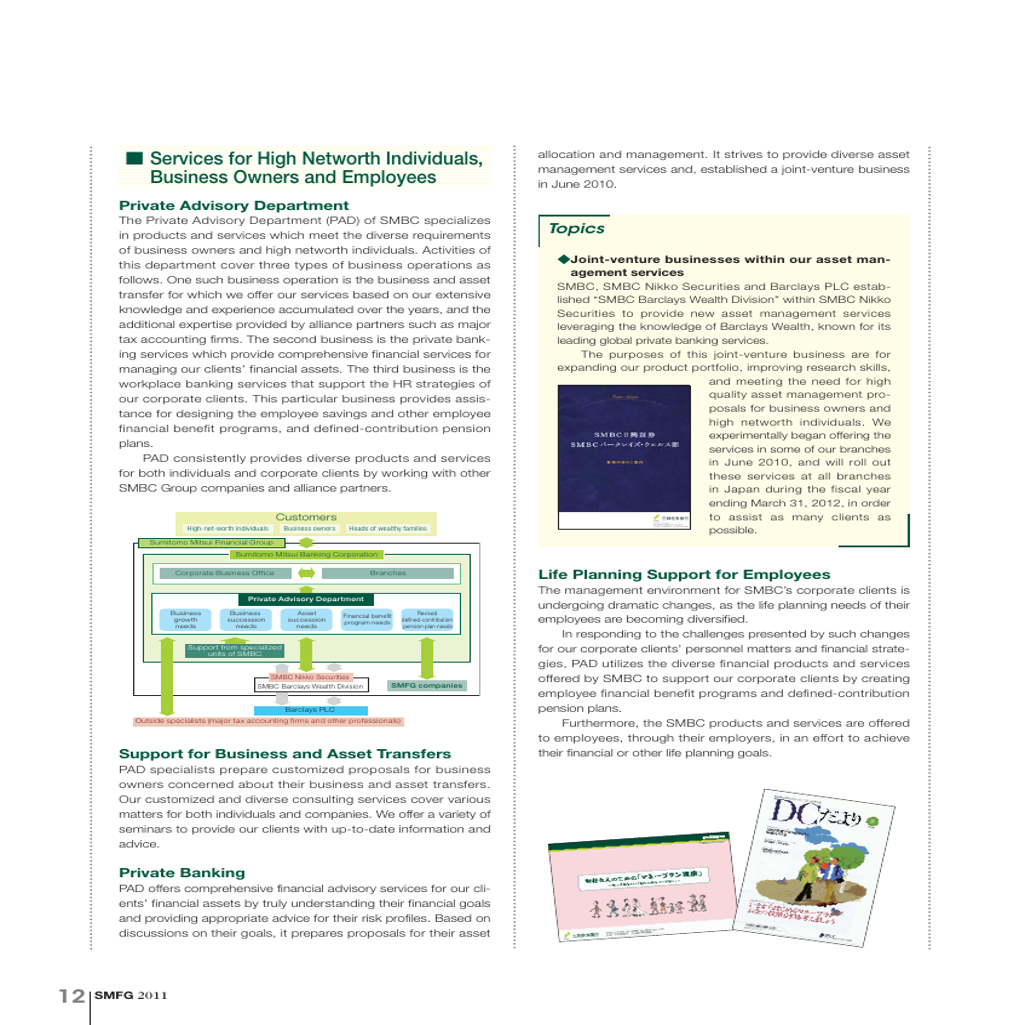 ■ Services for High Networth Individuals,
Business Owners and Employees
Private Advisory Department
The Private Advisory Department (PAD) of SMBC specializes
in products and services which meet the diverse requirements
of business owners and high networth individuals. Activities of
this department cover three types of business operations as
follows. One such business operation is the business and asset
transfer for which we offer our services based on our extensive
knowledge and experience accumulated over the years, and the
additional expertise provided by alliance partners such as major
tax accounting firms. The second business is the private bank-
ing services which provide comprehensive financial services for
managing our clients' financial assets. The third business is the
workplace banking services that support the HR strategies of
our corporate clients. This particular business provides assis-
tance for designing the employee savings and other employee
financial benefit programs, and defined-contribution pension
plans.
PAD consistently provides diverse products and services
for both individuals and corporate clients by working with other
SMBC Group companies and alliance partners.
Customers
High-net-worth individuals Business owners Heads of wealthy families
Sumitomo Mitsui Financial Group
Sumitomo Mitsui Banking Corporation
Corporate Business Office Branches
Private Advisory Department
Business growth needs
Business succession needs
Asset succession needs
Financial benefit program needs
Revised defined-contribution pension plan needs
Support from specialized
units of SMBC
SMBC Nikko Securities
SMBC Barclays Wealth Division
SMFG companies
Barclays PLC
Outside specialists (major tax accounting firms and other professionals)
Support for Business and Asset Transfers
PAD specialists prepare customized proposals for business
owners concerned about their business and asset transfers.
Our customized and diverse consulting services cover various
matters for both individuals and companies. We offer a variety of
seminars to provide our clients with up-to-date information and
advice.
Private Banking
PAD offers comprehensive financial advisory services for our cli-
ents' financial assets by truly understanding their financial goals
and providing appropriate advice for their risk profiles. Based on
discussions on their goals, it prepares proposals for their asset
allocation and management. It strives to provide diverse asset
management services and, established a joint-venture business
in June 2010.
Topics
◆Joint-venture businesses within our asset man-
agement services
SMBC, SMBC Nikko Securities and Barclays PLC estab-
lished “SMBC Barclays Wealth Division” within SMBC Nikko
Securities to provide new asset management services
leveraging the knowledge of Barclays Wealth, known for its
leading global private banking services.
The purposes of this joint-venture business are for
expanding our product portfolio, improving research skills,
and meeting the need for high
quality asset management pro-
posals for business owners and
high networth individuals. We
experimentally began offering the
services in some of our branches
in June 2010, and will roll out
these services at all branches
in Japan during the fiscal year
ending March 31, 2012, in order
to assist as many clients as
possible.
SMBC日興証券
SMBCバークレイズ・ウェルス部
Life Planning Support for Employees
The management environment for SMBC's corporate clients is
undergoing dramatic changes, as the life planning needs of their
employees are becoming diversified.
In responding to the challenges presented by such changes
for our corporate clients' personnel matters and financial strate-
gies, PAD utilizes the diverse financial products and services
offered by SMBC to support our corporate clients by creating
employee financial benefit programs and defined-contribution
pension plans.
Furthermore, the SMBC products and services are offered
to employees, through their employers, in an effort to achieve
their financial or other life planning goals.
DCだより
12 SMFG 2011